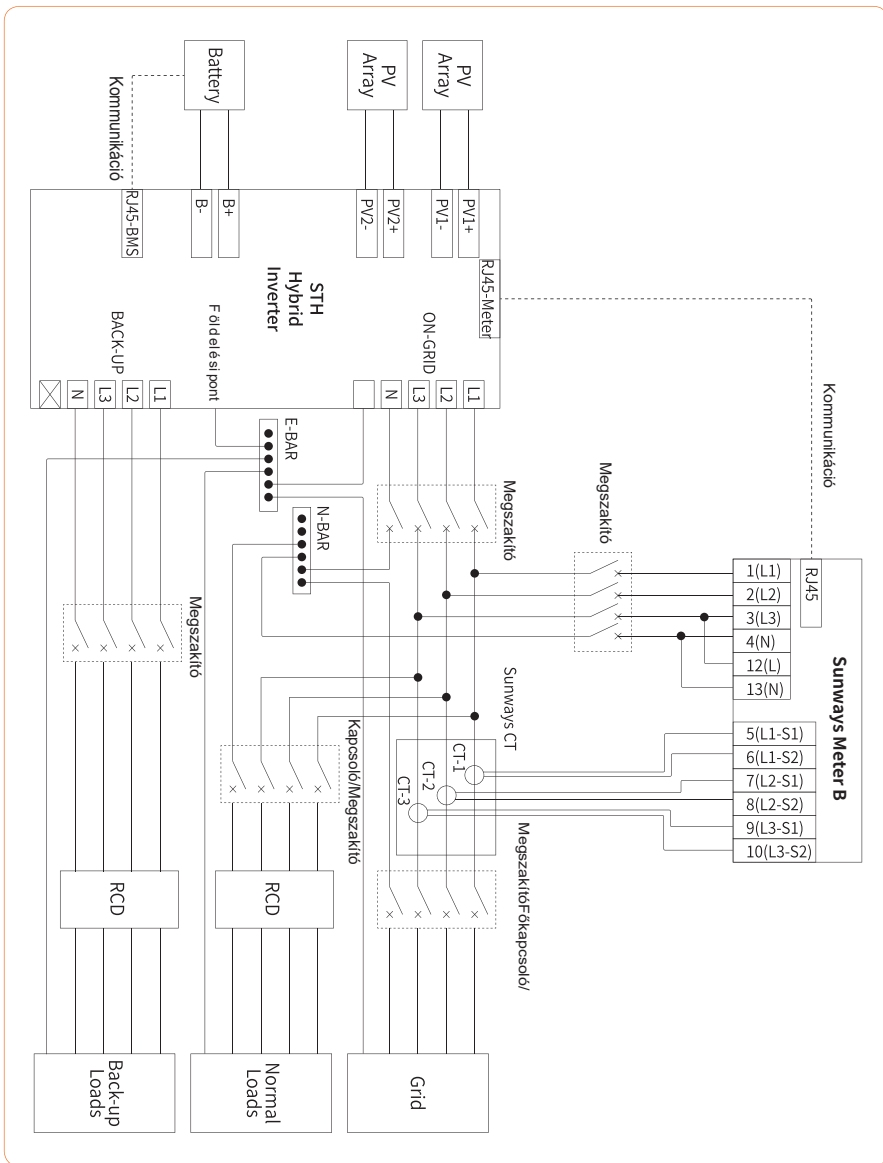 Battery
PV
Array
PV
Array
Kommunikáció
RJ45-BMS
B-
B+
PV2-
PV2+
PV1-
PV1+
RJ45-Meter
STH
Hybrid
Inverter
BACK-UP
Földelési pont
ON-GRID
N
L3
L2
L1
N
L3
L2
L1
E-BAR
N-BAR
Megszakító
Megszakító
Megszakító
Kommunikáció
RJ45
1(L1)
2(L2)
3(L3)
4(N)
12(L)
13(N)
5(L1-S1)
6(L1-S2)
7(L2-S1)
8(L2-S2)
9(L3-S1)
10(L3-S2)
Sunways Meter B
Sunways CT
CT-1
CT-2
CT-3
Kapcsoló/Megszakító
MegszakítóFőkapcsoló/
RCD
RCD
Back-up
Loads
Normal
Loads
Grid